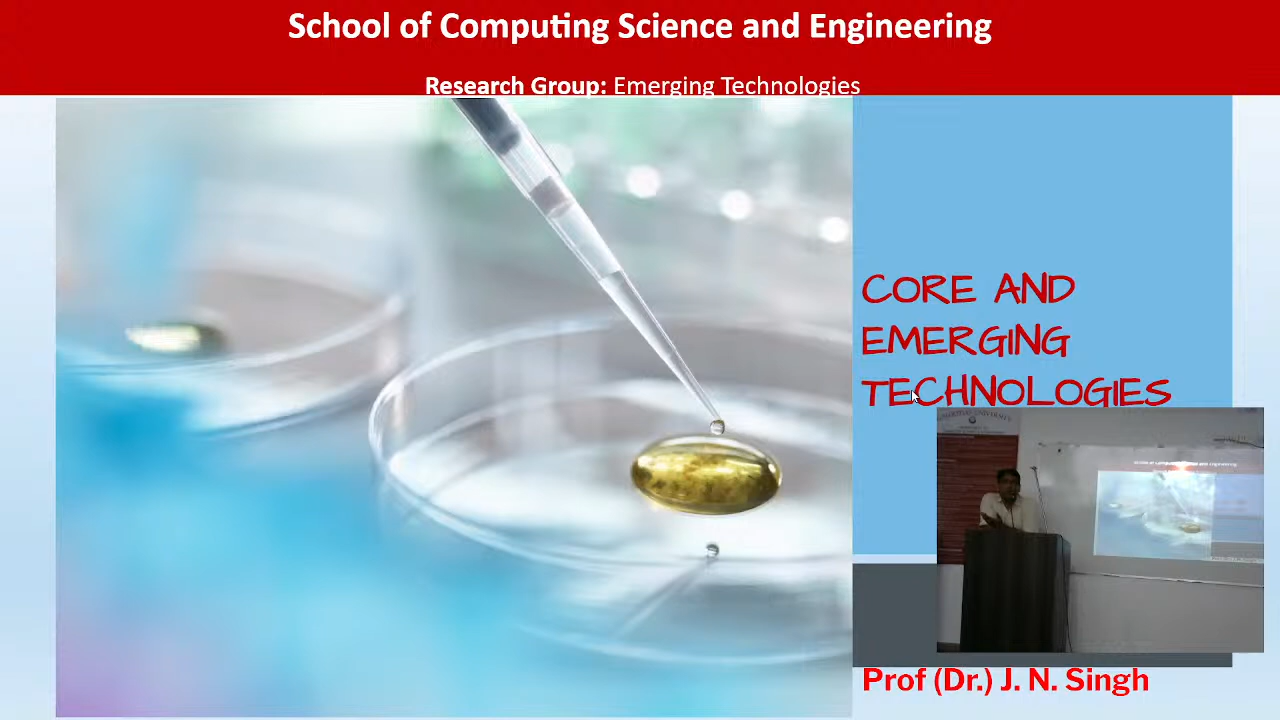 School of Computing Science and Engineering
Research Group: Emerging Technologies
CORE AND
EMERGING
TECHNOLOGIES
Prof (Dr.) J. N. Singh